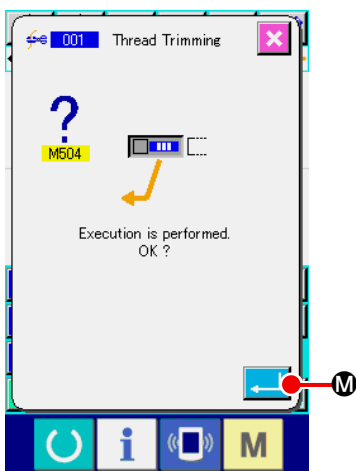 001 Thread Trimming
?
M504
Execution is performed.
OK ?
M
i
M